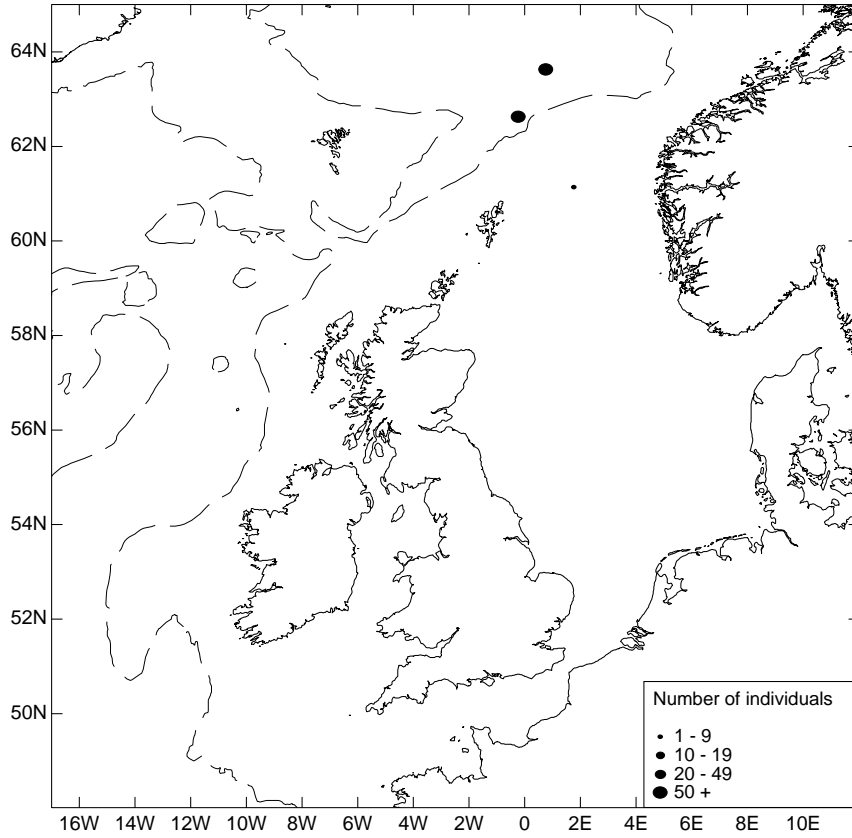 64N
62N
60N
58N
56N
54N
52N
50N
Number of individuals
1 - 9
10 - 19
20 - 49
50 +
16W 14W 12W 10W 8W 6W 4W 2W 0 2E 4E 6E 8E 10E